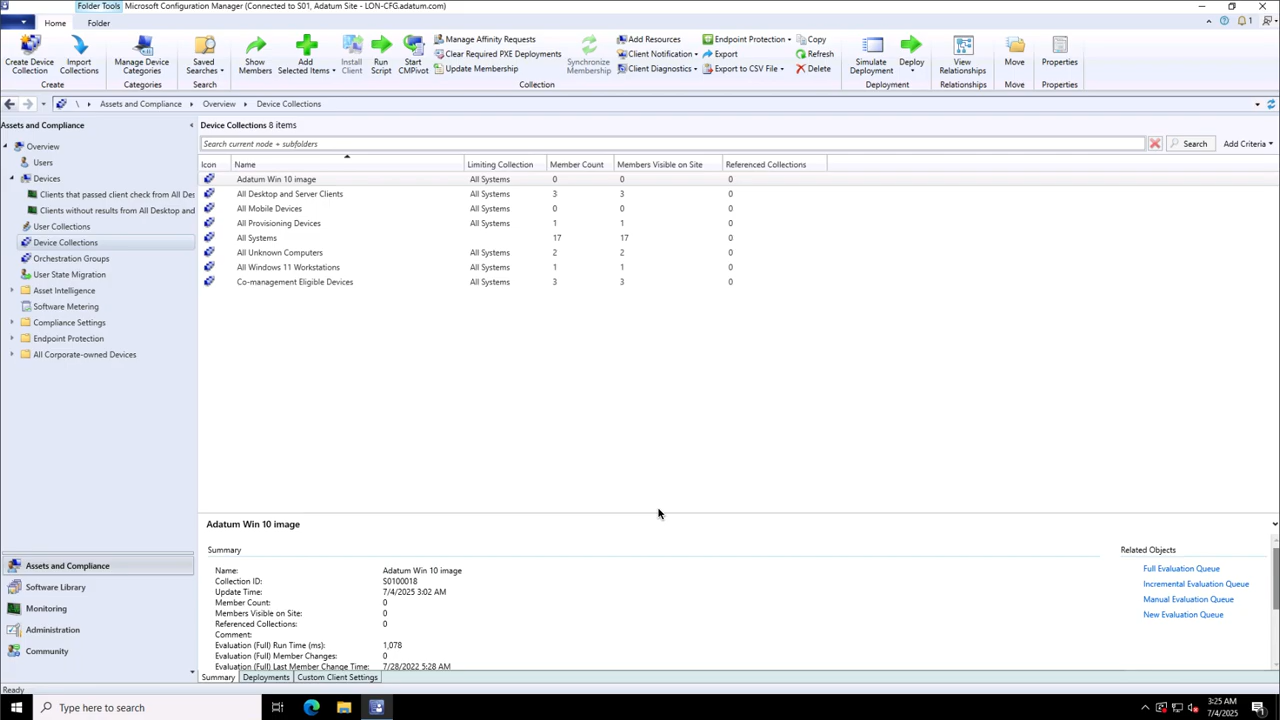 Folder Tools Microsoft Configuration Manager (Connected to S01, Adatum Site - LON-CFG.adatum.com)
Home Folder
1
Create Device Collection
Import Collections
Manage Device Categories
Saved Searches
Show Members
Add Selected Items
Install Client
Run Script
Start CMPivot
Manage Affinity Requests
Clear Required PXE Deployments
Update Membership
Synchronize Membership
Add Resources
Client Notification
Client Diagnostics
Endpoint Protection
Export
Export to CSV File
Copy
Refresh
Delete
Simulate Deployment
Deploy
View Relationships
Move
Properties
Create Categories Search Collection Deployment Relationships Move Properties
\ Assets and Compliance Overview Device Collections
Assets and Compliance
Overview
Users
Devices
Clients that passed client check from All Des
Clients without results from All Desktop and
User Collections
Device Collections
Orchestration Groups
User State Migration
Asset Intelligence
Software Metering
Compliance Settings
Endpoint Protection
All Corporate-owned Devices
Assets and Compliance
Software Library
Monitoring
Administration
Community
Device Collections 8 items
Search current node + subfolders
Search Add Criteria
Icon Name Limiting Collection Member Count Members Visible on Site Referenced Collections
Adatum Win 10 image All Systems 0 0 0
All Desktop and Server Clients All Systems 3 3 0
All Mobile Devices All Systems 0 0 0
All Provisioning Devices All Systems 1 1 0
All Systems 17 17 0
All Unknown Computers All Systems 2 2 0
All Windows 11 Workstations All Systems 1 1 0
Co-management Eligible Devices All Systems 3 3 0
Adatum Win 10 image
Summary
Name: Adatum Win 10 image
Collection ID: S0100018
Update Time: 7/4/2025 3:02 AM
Member Count: 0
Members Visible on Site: 0
Referenced Collections: 0
Comment:
Evaluation (Full) Run Time (ms): 1,078
Evaluation (Full) Member Changes: 0
Evaluation (Full) Last Member Change Time: 7/28/2022 5:28 AM
Related Objects
Full Evaluation Queue
Incremental Evaluation Queue
Manual Evaluation Queue
New Evaluation Queue
Summary Deployments Custom Client Settings
Ready
Type here to search
3:25 AM
7/4/2025
1